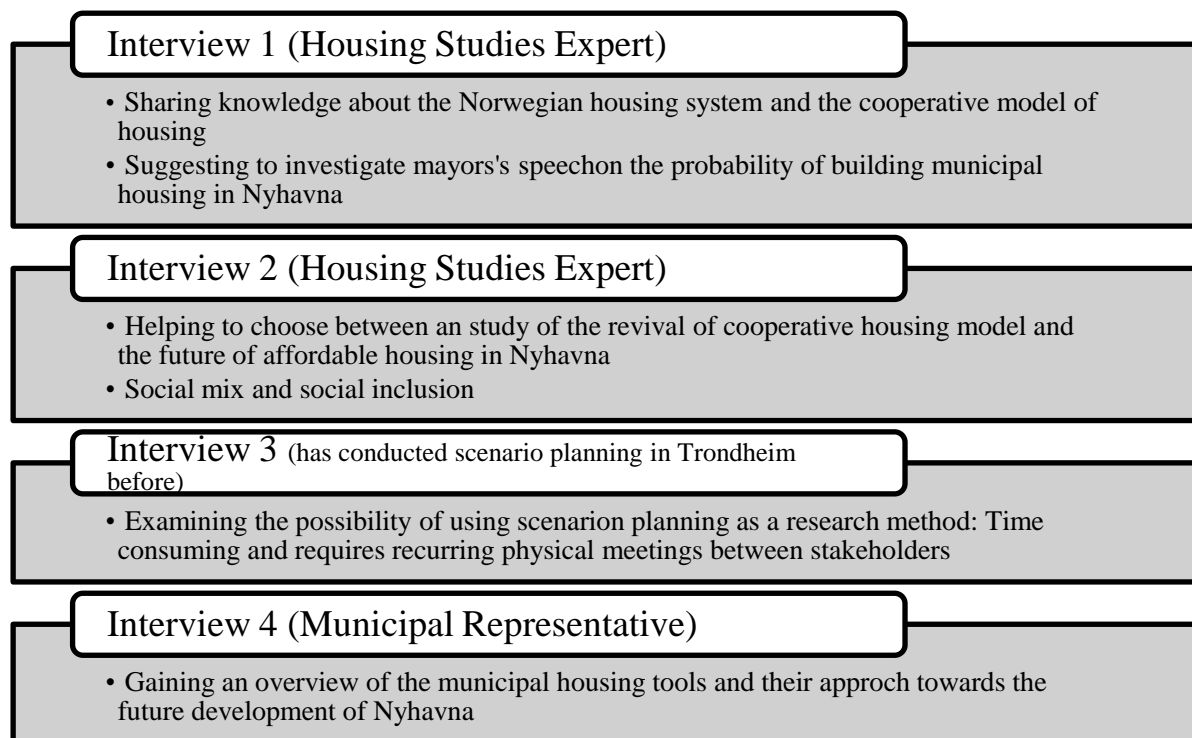 Interview 1 (Housing Studies Expert)
• Sharing knowledge about the Norwegian housing system and the cooperative model of
housing
• Suggesting to investigate mayors's speechon the probability of building municipal
housing in Nyhavna
Interview 2 (Housing Studies Expert)
• Helping to choose between an study of the revival of cooperative housing model and
the future of affordable housing in Nyhavna
• Social mix and social inclusion
Interview 3 (has conducted scenario planning in Trondheim
before)
• Examining the possibility of using scenarion planning as a research method: Time
consuming and requires recurring physical meetings between stakeholders
Interview 4 (Municipal Representative)
• Gaining an overview of the municipal housing tools and their approch towards the
future development of Nyhavna